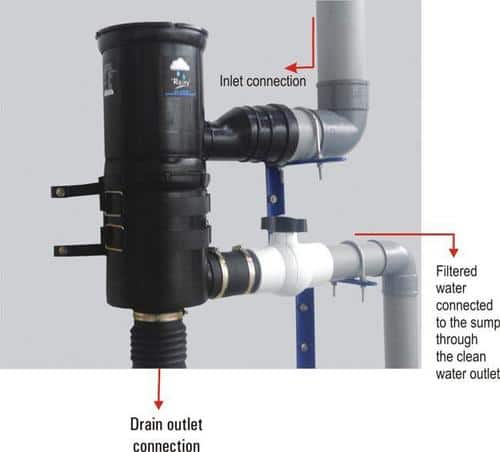 Inlet connection
Rainy
Filtered
water
connected
to the sump
through
the clean
water outlet
Drain outlet
connection